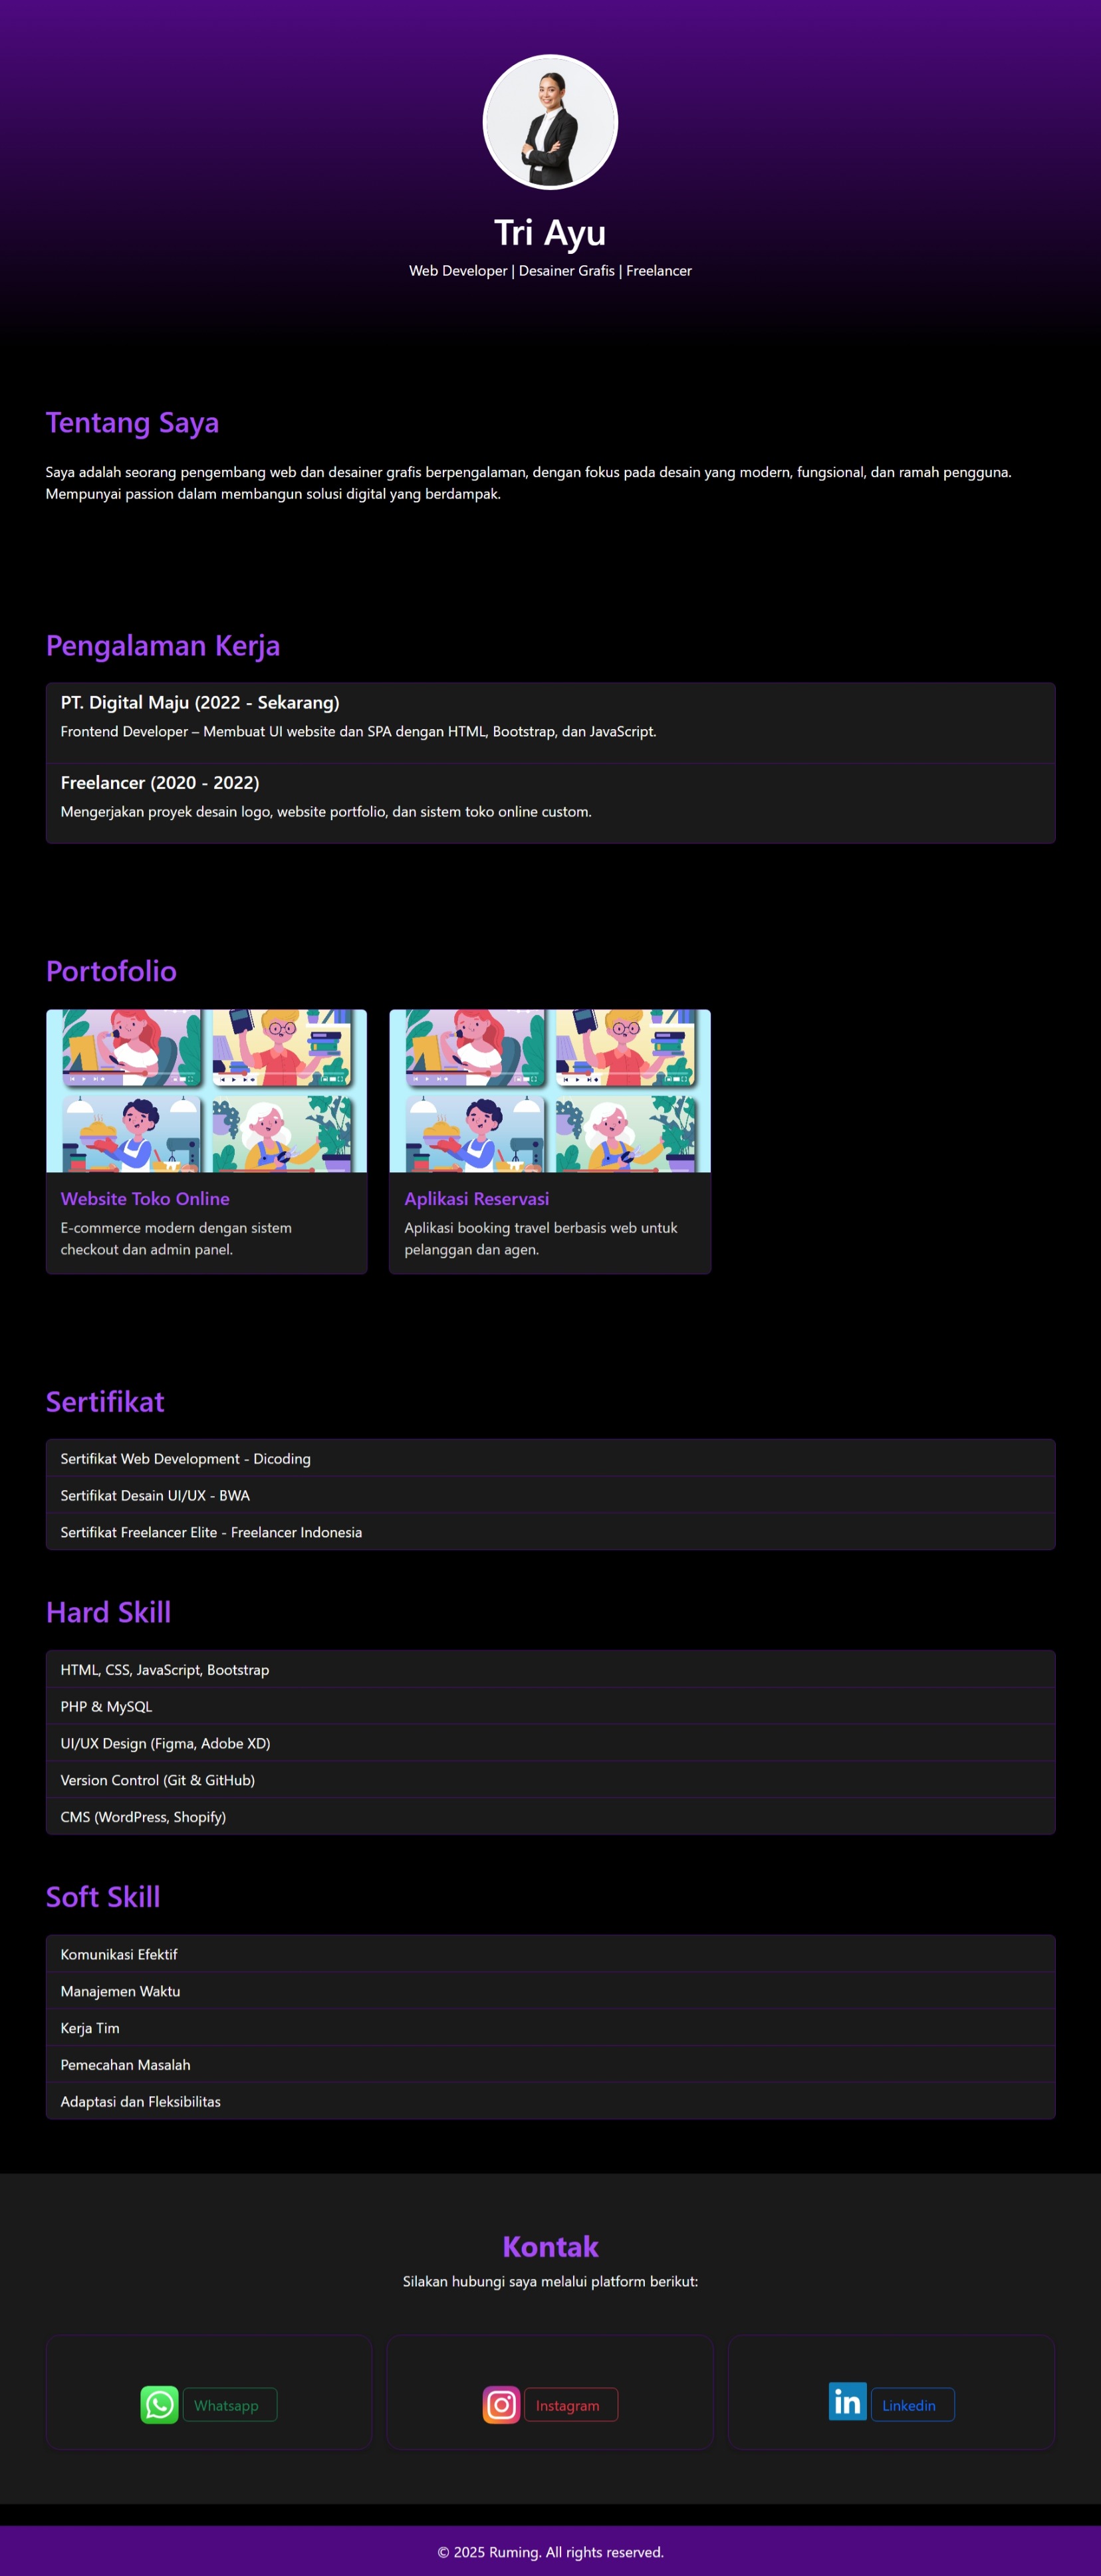 Tri Ayu
Web Developer | Desainer Grafis | Freelancer
Tentang Saya
Saya adalah seorang pengembang web dan desainer grafis berpengalaman, dengan fokus pada desain yang modern, fungsional, dan ramah pengguna.
Mempunyai passion dalam membangun solusi digital yang berdampak.
Pengalaman Kerja
PT. Digital Maju (2022 - Sekarang)
Frontend Developer – Membuat UI website dan SPA dengan HTML, Bootstrap, dan JavaScript.
Freelancer (2020 - 2022)
Mengerjakan proyek desain logo, website portfolio, dan sistem toko online custom.
Portofolio
Website Toko Online
E-commerce modern dengan sistem
checkout dan admin panel.
Aplikasi Reservasi
Aplikasi booking travel berbasis web untuk
pelanggan dan agen.
Sertifikat
Sertifikat Web Development - Dicoding
Sertifikat Desain UI/UX - BWA
Sertifikat Freelancer Elite - Freelancer Indonesia
Hard Skill
HTML, CSS, JavaScript, Bootstrap
PHP & MySQL
UI/UX Design (Figma, Adobe XD)
Version Control (Git & GitHub)
CMS (WordPress, Shopify)
Soft Skill
Komunikasi Efektif
Manajemen Waktu
Kerja Tim
Pemecahan Masalah
Adaptasi dan Fleksibilitas
Kontak
Silakan hubungi saya melalui platform berikut:
Whatsapp
Instagram
in
Linkedin
© 2025 Ruming. All rights reserved.